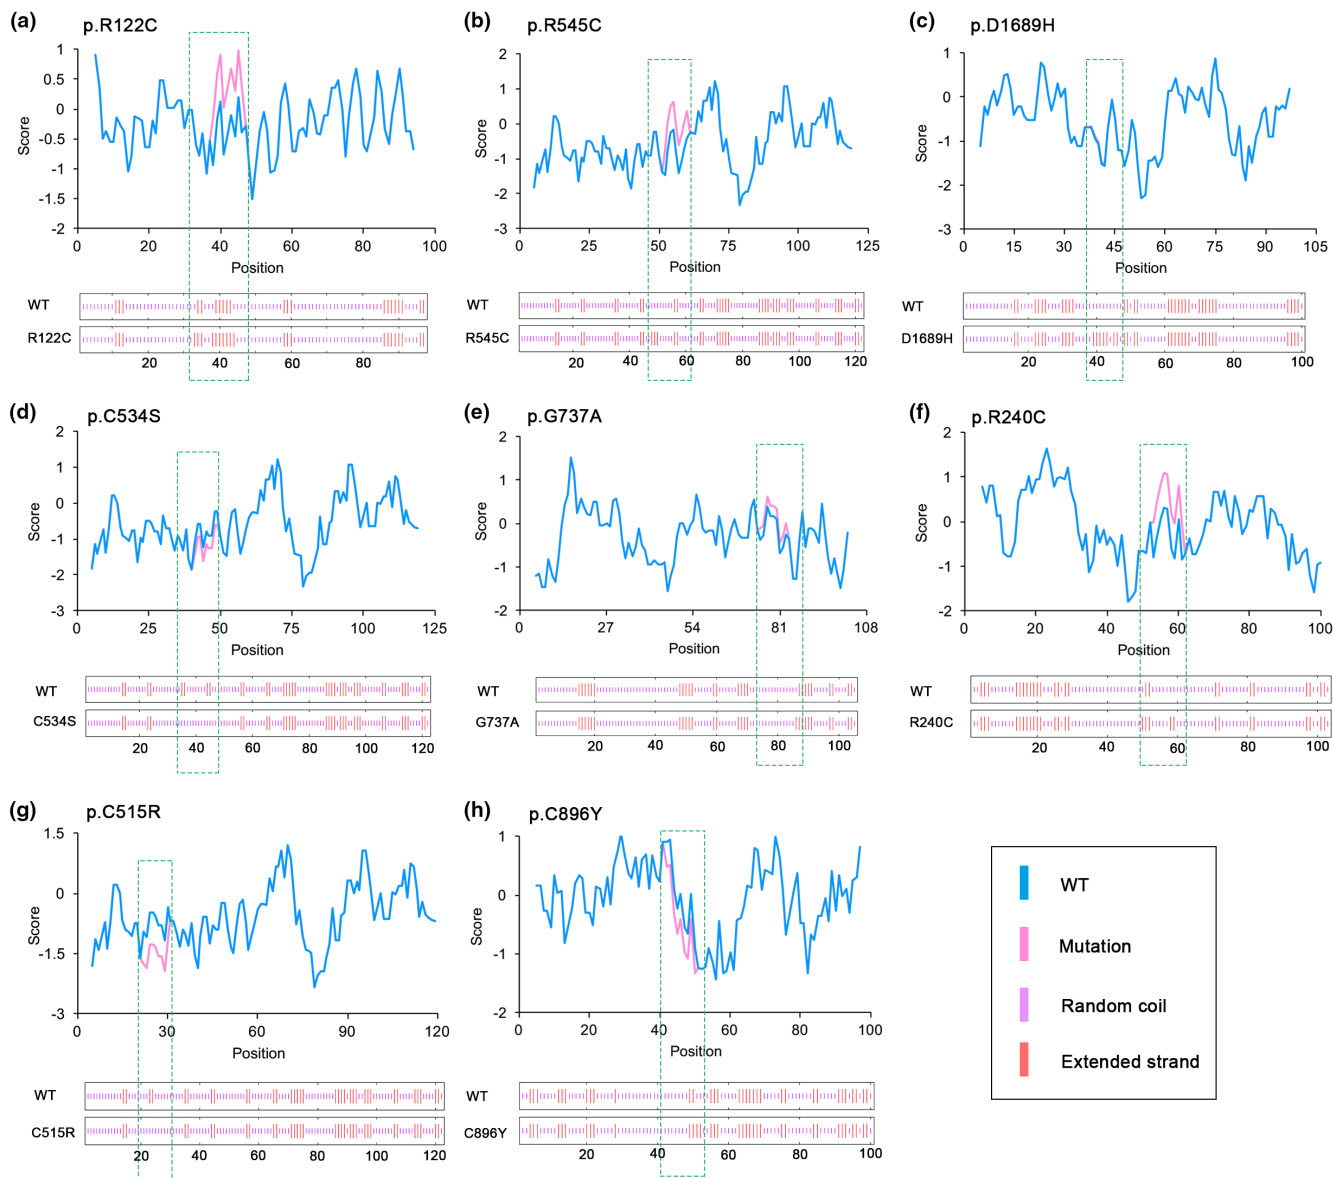 (a) p.R122C
1
0.5
0
-0.5
-1
-1.5
-2
Score
0 20 40 60 80 100
Position
WT
R122C
20 40 60 80
(b) p.R545C
2
1
0
-1
-2
-3
Score
0 25 50 75 100 125
Position
WT
R545C
20 40 60 80 100 120
(c) p.D1689H
1
0
-1
-2
-3
Score
0 15 30 45 60 75 90 105
Position
WT
D1689H
20 40 60 80 100
(d) p.C534S
2
1
0
-1
-2
-3
Score
0 25 50 75 100 125
Position
WT
C534S
20 40 60 80 100 120
(e) p.G737A
2
1
0
-1
-2
Score
0 27 54 81 108
Position
WT
G737A
20 40 60 80 100
(f) p.R240C
2
1
0
-1
-2
Score
0 20 40 60 80 100
Position
WT
R240C
20 40 60 80 100
(g) p.C515R
1.5
0
-1.5
-3
Score
0 30 60 90 120
Position
WT
C515R
20 40 60 80 100 120
(h) p.C896Y
1
0
-1
-2
Score
0 20 40 60 80 100
Position
WT
C896Y
20 40 60 80 100
WT
Mutation
Random coil
Extended strand